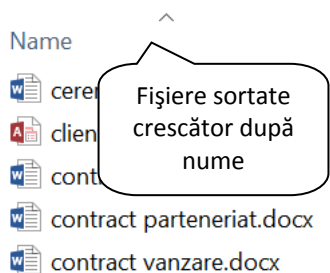 Name
cerer
Fişiere sortate
crescător după
nume
clien
cont
contract parteneriat.docx
contract vanzare.docx